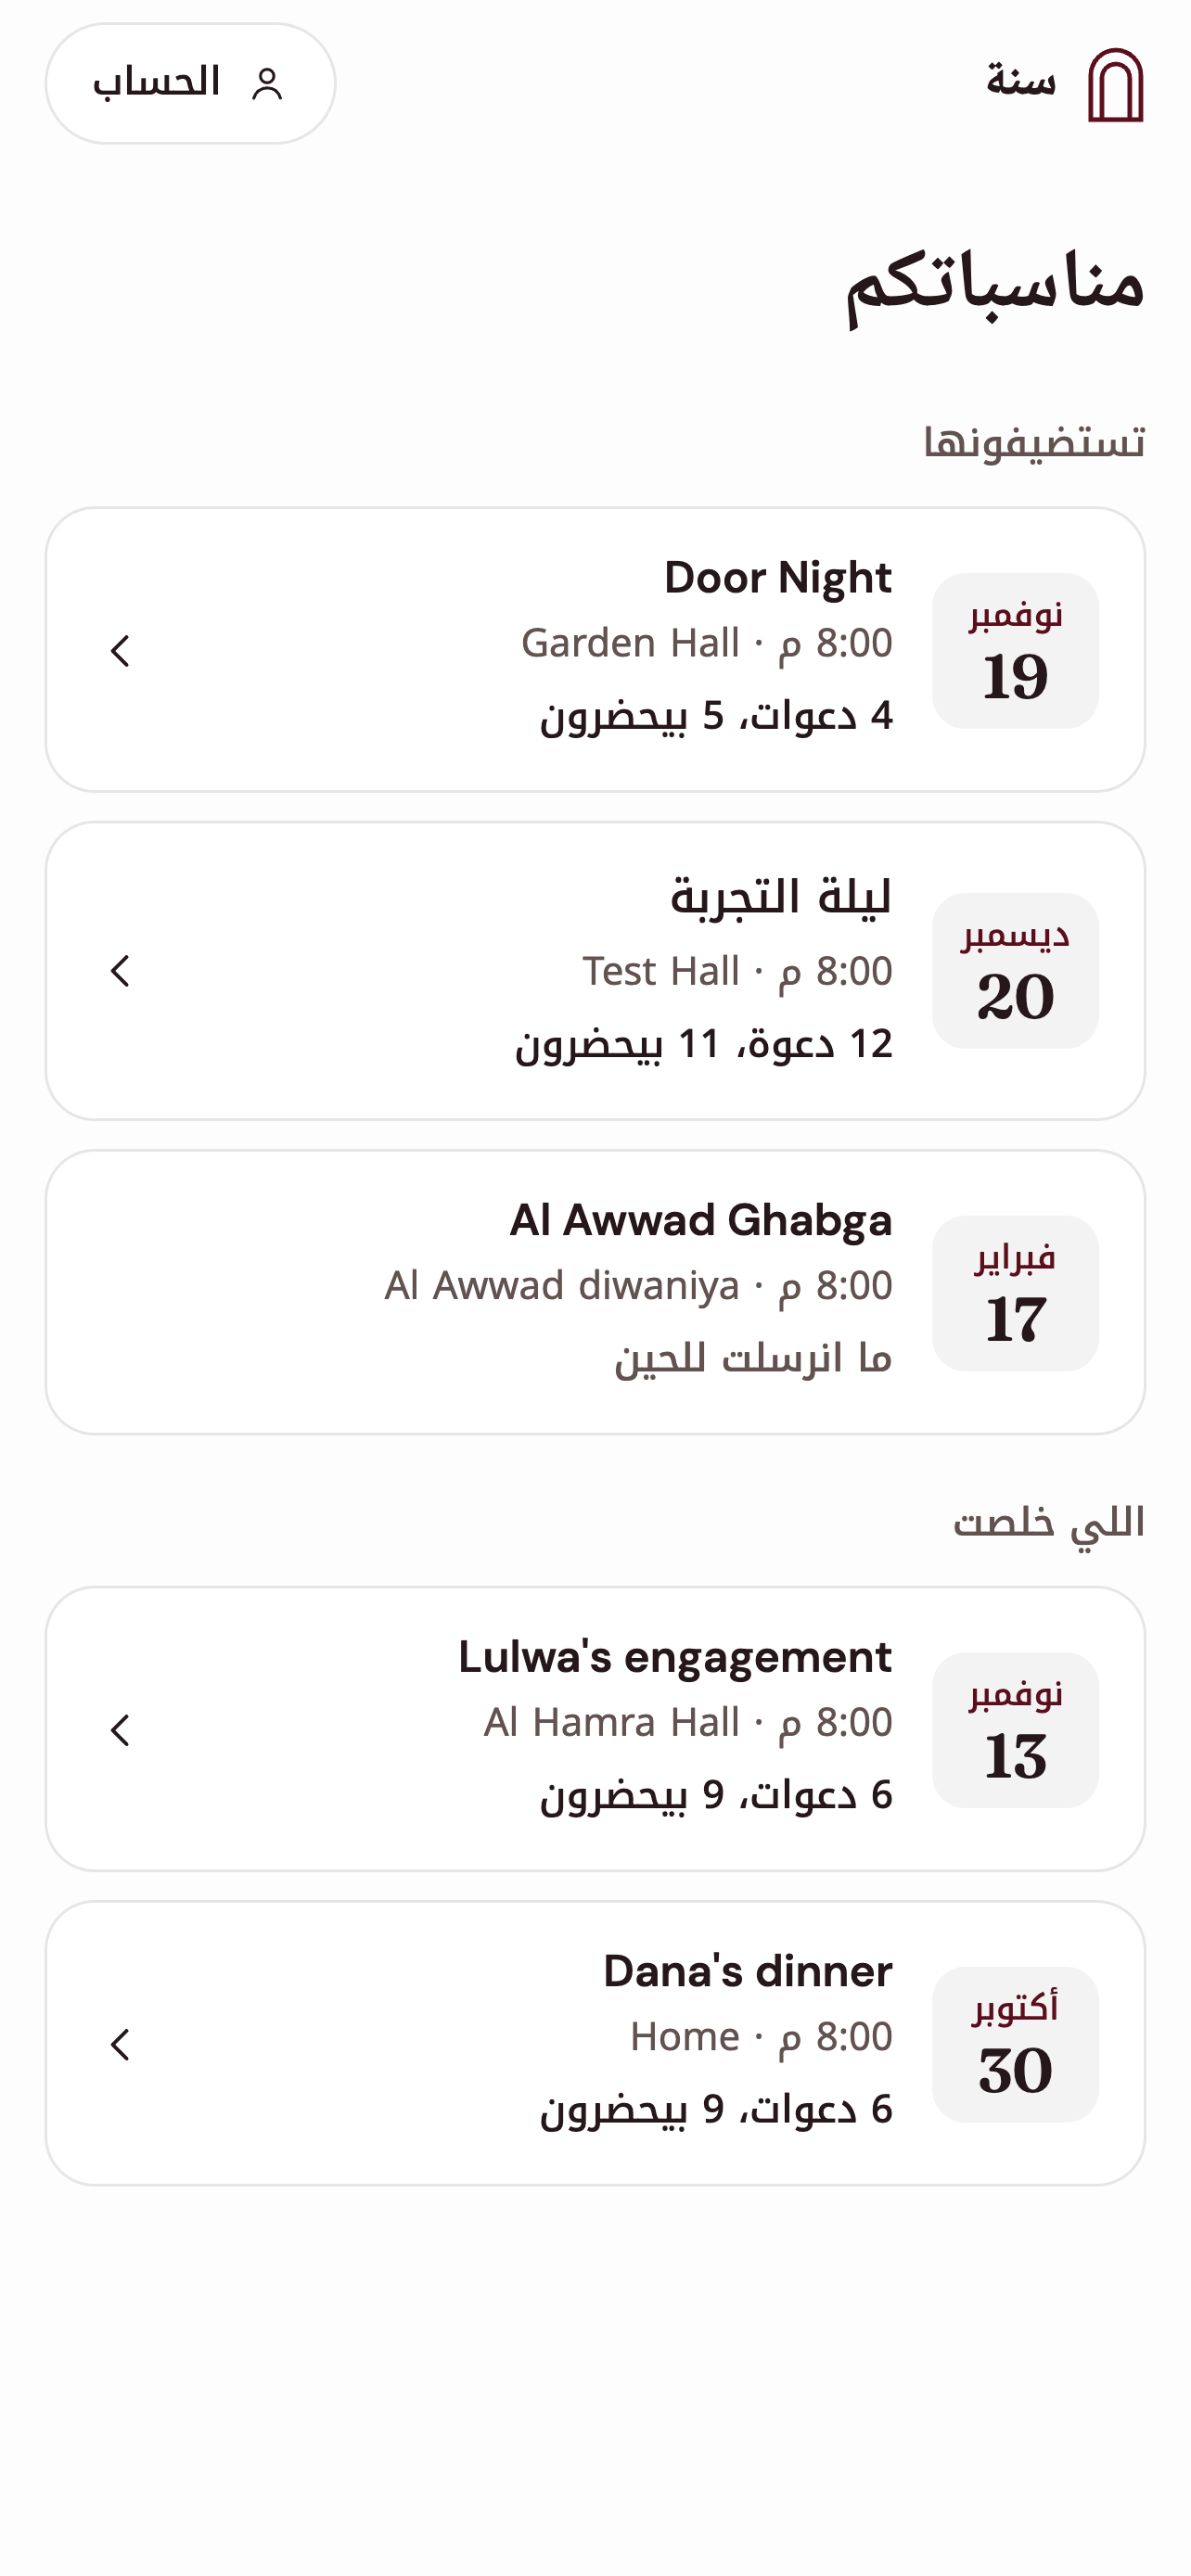 سنة
الحساب
مناسباتكم
تستضيفونها
نوفمبر
19
Door Night
8:00 م · Garden Hall
4 دعوات، 5 بيحضرون
ديسمبر
20
ليلة التجربة
8:00 م · Test Hall
12 دعوة، 11 بيحضرون
فبراير
17
Al Awwad Ghabga
8:00 م · Al Awwad diwaniya
ما انرسلت للحين
اللي خلصت
نوفمبر
13
Lulwa's engagement
8:00 م · Al Hamra Hall
6 دعوات، 9 بيحضرون
أكتوبر
30
Dana's dinner
8:00 م · Home
6 دعوات، 9 بيحضرون